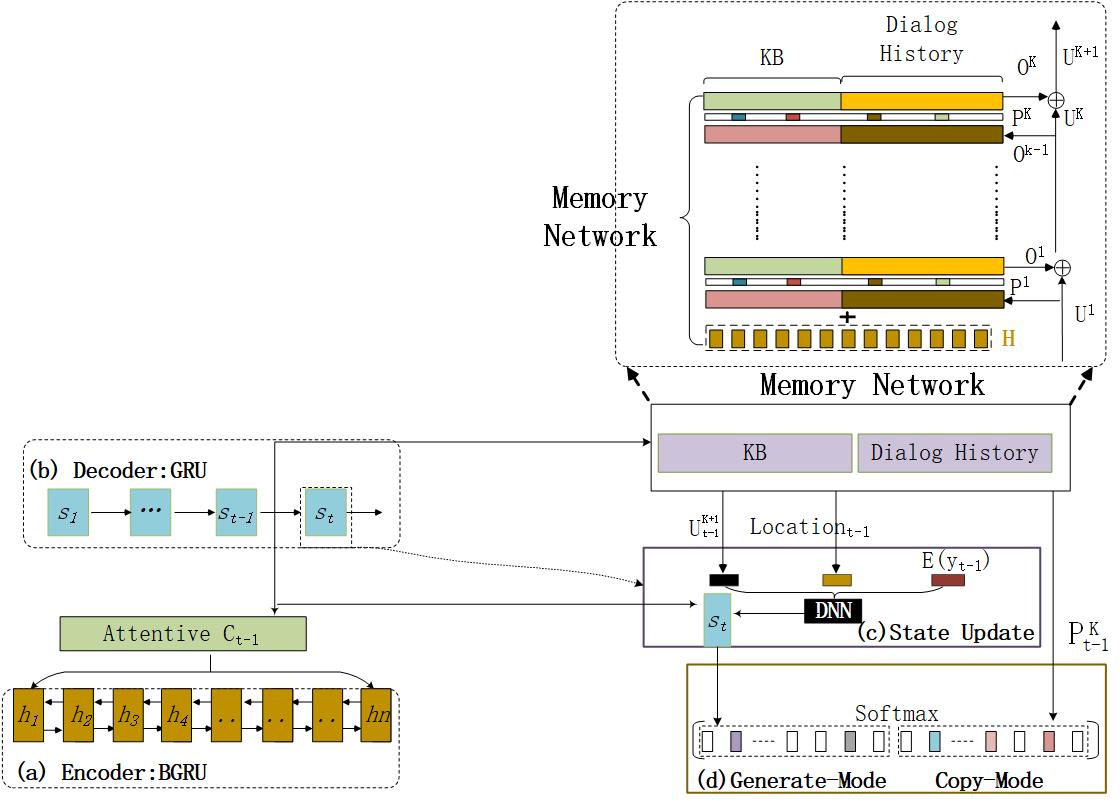 Dialog
History
KB
O^K
U^{K+1}
P^K
U^K
O^{k-1}
Memory
Network
O^1
P^1
U^1
+
H
Memory Network
KB
Dialog History
(b) Decoder:GRU
s_1
...
s_{t-1}
s_t
U_{t-1}^{K+1}
Location_{t-1}
E(y_{t-1})
DNN
s_t
(c)State Update
Attentive C_{t-1}
P_{t-1}^K
h_1
h_2
h_3
h_4
..
..
..
hn
(a) Encoder:BGRU
Softmax
(d)Generate-Mode
Copy-Mode